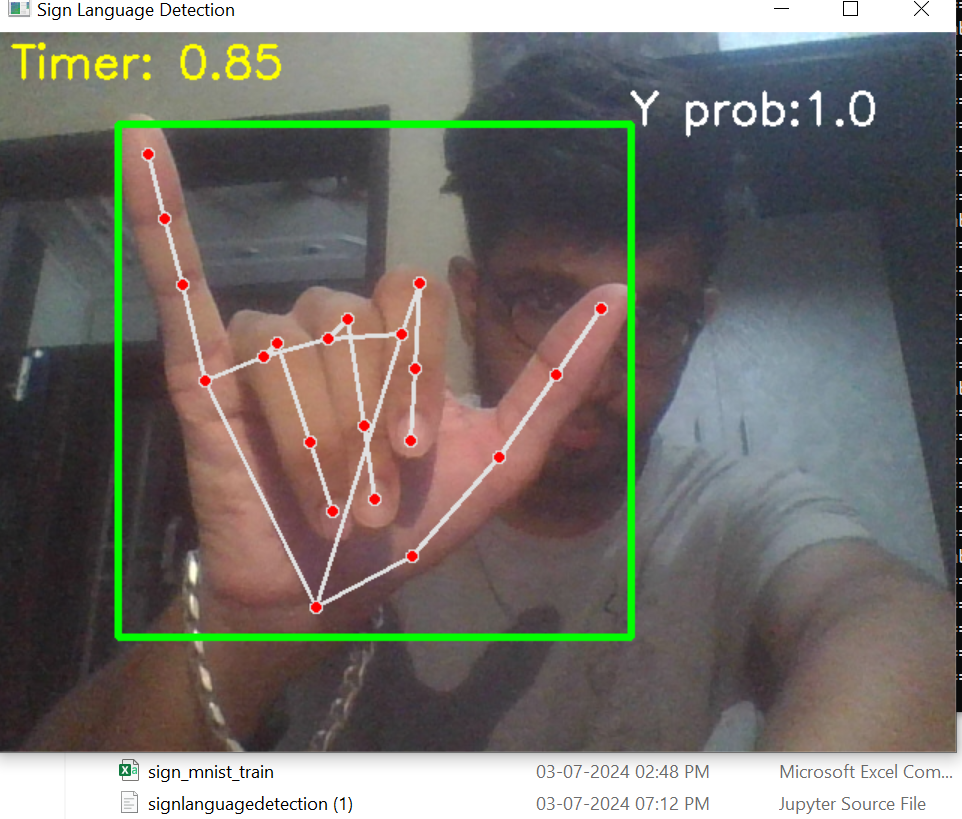 Sign Language Detection
Timer: 0.85
Y prob:1.0
sign_mnist_train 03-07-2024 02:48 PM Microsoft Excel Com...
signlanguagedetection (1) 03-07-2024 07:12 PM Jupyter Source File